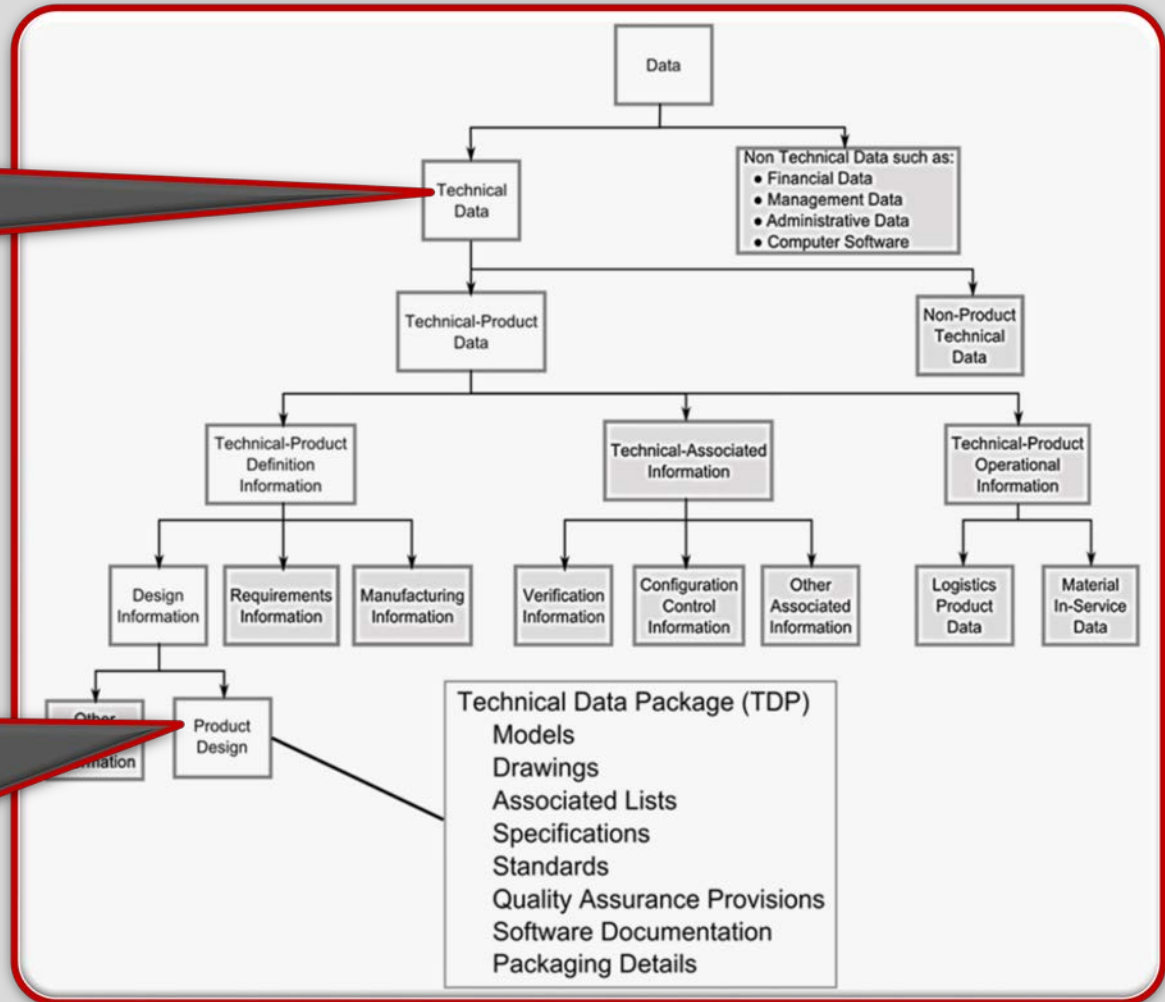 Data
Technical
Data
Non Technical Data such as:
● Financial Data
● Management Data
● Administrative Data
● Computer Software
Technical-Product
Data
Non-Product
Technical
Data
Technical-Product
Definition
Information
Technical-Associated
Information
Technical-Product
Operational
Information
Design
Information
Requirements
Information
Manufacturing
Information
Verification
Information
Configuration
Control
Information
Other
Associated
Information
Logistics
Product
Data
Material
In-Service
Data
Other
Product
Design
Technical Data Package (TDP)
Models
Drawings
Associated Lists
Specifications
Standards
Quality Assurance Provisions
Software Documentation
Packaging Details